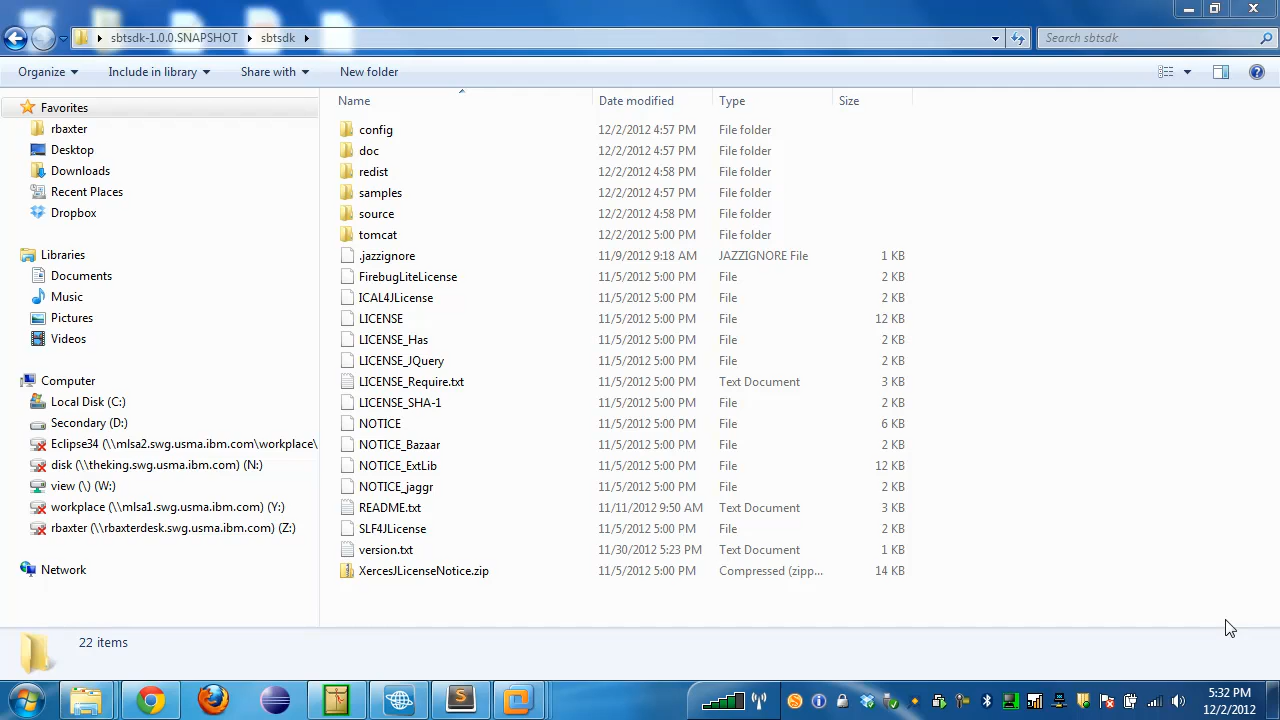 sbtsdk-1.0.0.SNAPSHOT sbtsdk Search sbtsdk
Organize Include in library Share with New folder
Name Date modified Type Size
Favorites
rbaxter
Desktop
Downloads
Recent Places
Dropbox
Libraries
Documents
Music
Pictures
Videos
Computer
Local Disk (C:)
Secondary (D:)
Eclipse34 (\\mlsa2.swg.usma.ibm.com\workplace\
disk (\\theking.swg.usma.ibm.com) (N:)
view (\) (W:)
workplace (\\mlsa1.swg.usma.ibm.com) (Y:)
rbaxter (\\rbaxterdesk.swg.usma.ibm.com) (Z:)
Network
config 12/2/2012 4:57 PM File folder
doc 12/2/2012 4:57 PM File folder
redist 12/2/2012 4:58 PM File folder
samples 12/2/2012 4:57 PM File folder
source 12/2/2012 4:58 PM File folder
tomcat 12/2/2012 5:00 PM File folder
.jazzignore 11/9/2012 9:18 AM JAZZIGNORE File 1 KB
FirebugLiteLicense 11/5/2012 5:00 PM File 2 KB
ICAL4JLicense 11/5/2012 5:00 PM File 2 KB
LICENSE 11/5/2012 5:00 PM File 12 KB
LICENSE_Has 11/5/2012 5:00 PM File 2 KB
LICENSE_JQuery 11/5/2012 5:00 PM File 2 KB
LICENSE_Require.txt 11/5/2012 5:00 PM Text Document 3 KB
LICENSE_SHA-1 11/5/2012 5:00 PM File 2 KB
NOTICE 11/5/2012 5:00 PM File 6 KB
NOTICE_Bazaar 11/5/2012 5:00 PM File 2 KB
NOTICE_ExtLib 11/5/2012 5:00 PM File 12 KB
NOTICE_jaggr 11/5/2012 5:00 PM File 2 KB
README.txt 11/11/2012 9:50 AM Text Document 3 KB
SLF4JLicense 11/5/2012 5:00 PM File 2 KB
version.txt 11/30/2012 5:23 PM Text Document 1 KB
XercesJLicenseNotice.zip 11/5/2012 5:00 PM Compressed (zipp... 14 KB
22 items
5:32 PM
12/2/2012